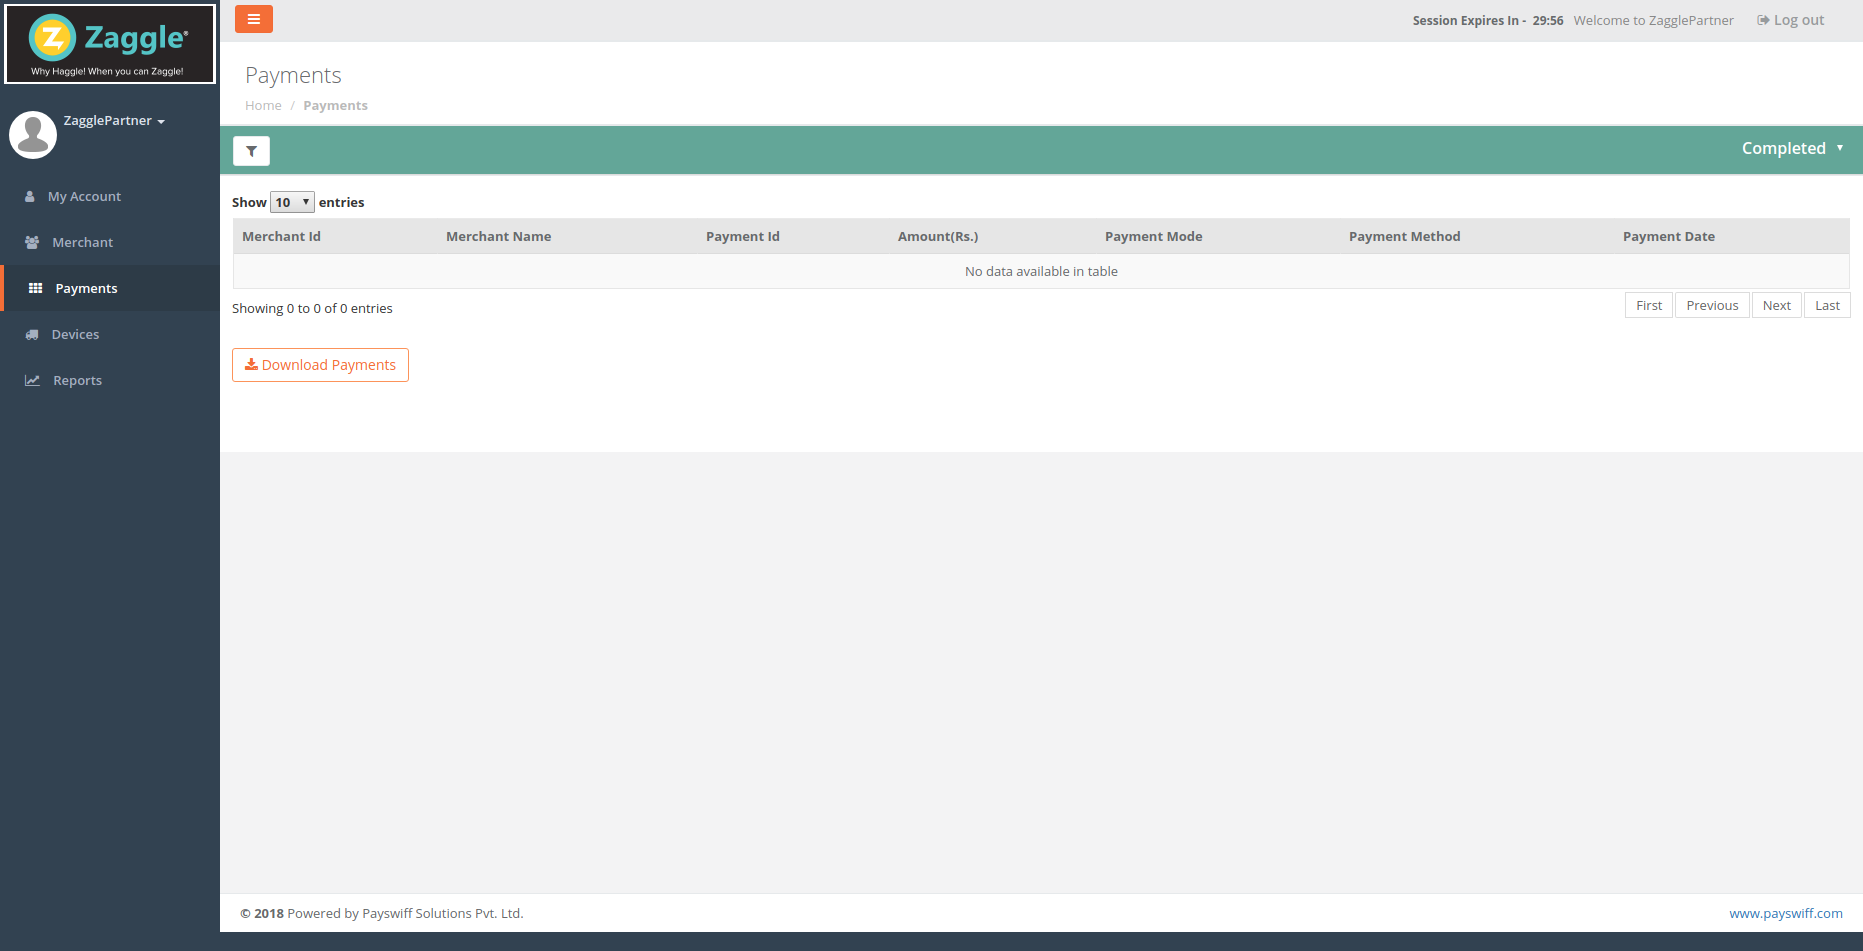 Zaggle®
Why Haggle! When you can Zaggle!
Session Expires In - 29:56 Welcome to ZagglePartner Log out
Payments
Home / Payments
ZagglePartner
My Account
Merchant
Payments
Devices
Reports
Completed
Show 10 entries
Merchant Id Merchant Name Payment Id Amount(Rs.) Payment Mode Payment Method Payment Date
No data available in table
Showing 0 to 0 of 0 entries
First Previous Next Last
Download Payments
© 2018 Powered by Payswiff Solutions Pvt. Ltd.
www.payswiff.com